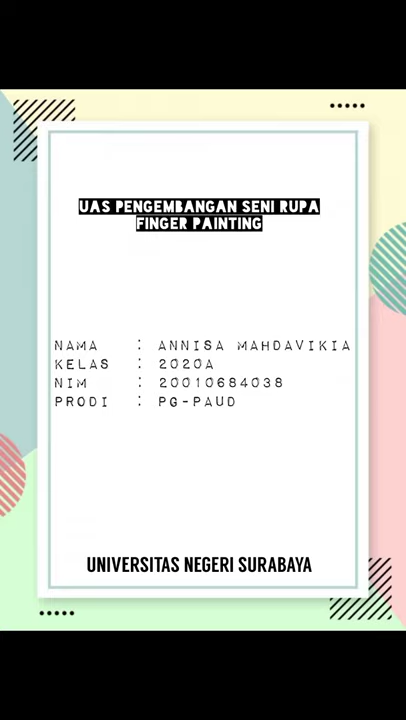 UAS PENGEMBANGAN SENI RUPA
FINGER PAINTING
NAMA : ANNISA MAHDAVIKIA
KELAS : 2020A
NIM : 20010684038
PRODI : PG-PAUD
UNIVERSITAS NEGERI SURABAYA